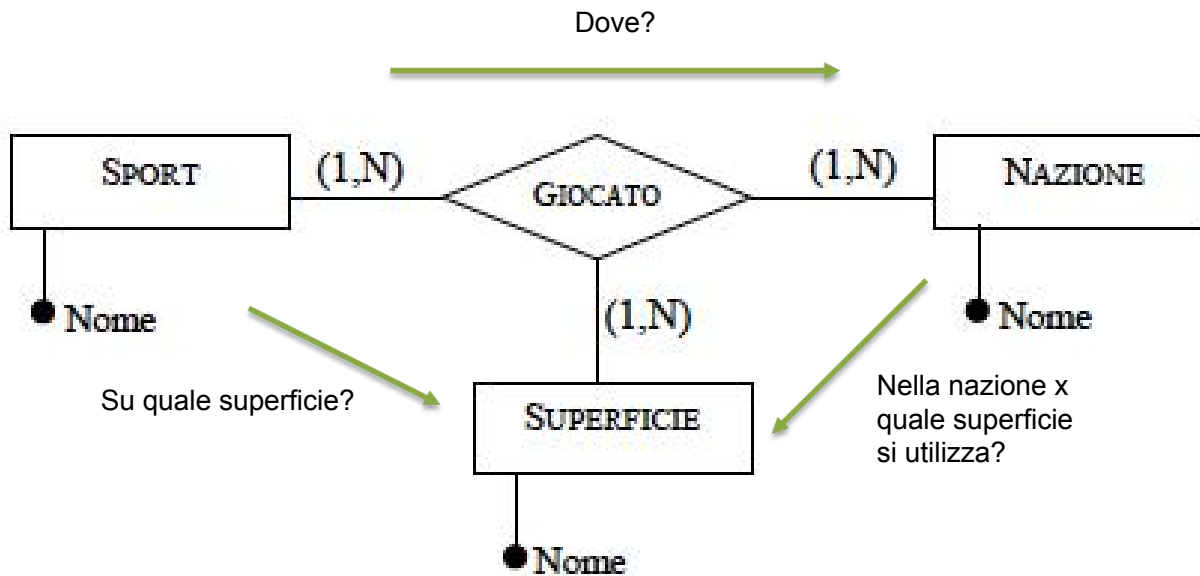 Dove?
SPORT
(1,N)
GIOCATO
(1,N)
NAZIONE
Nome
(1,N)
Nome
Su quale superficie?
SUPERFICIE
Nella nazione x
quale superficie
si utilizza?
Nome